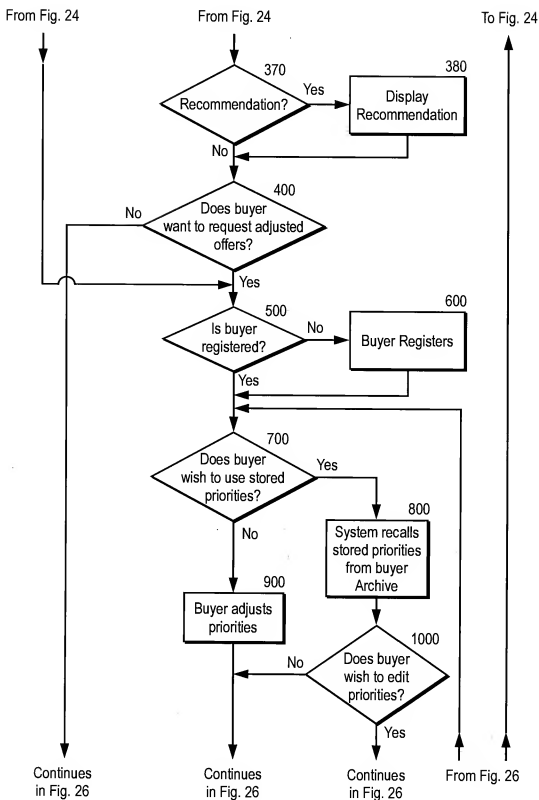 From Fig. 24
From Fig. 24
To Fig. 24
370
Recommendation?
Yes
380
Display
Recommendation
No
400
Does buyer
want to request adjusted
offers?
No
Yes
500
Is buyer
registered?
No
600
Buyer Registers
Yes
700
Does buyer
wish to use stored
priorities?
Yes
No
800
System recalls
stored priorities
from buyer
Archive
900
Buyer adjusts
priorities
1000
Does buyer
wish to edit
priorities?
No
Yes
Continues
in Fig. 26
Continues
in Fig. 26
Continues
in Fig. 26
From Fig. 26